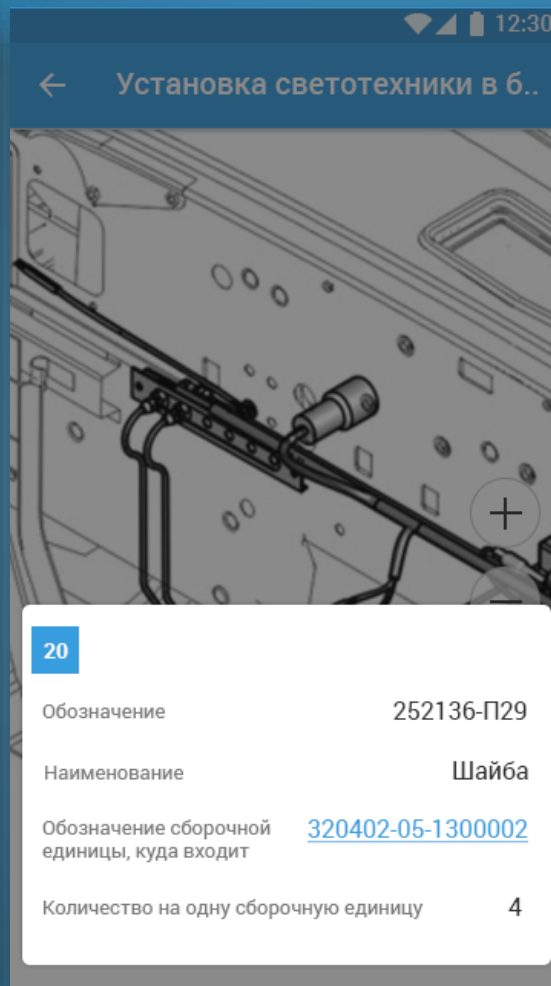 12:30
Установка светотехники в б..
20
Обозначение 252136-П29
Наименование Шайба
Обозначение сборочной 320402-05-1300002
единицы, куда входит
Количество на одну сборочную единицу 4